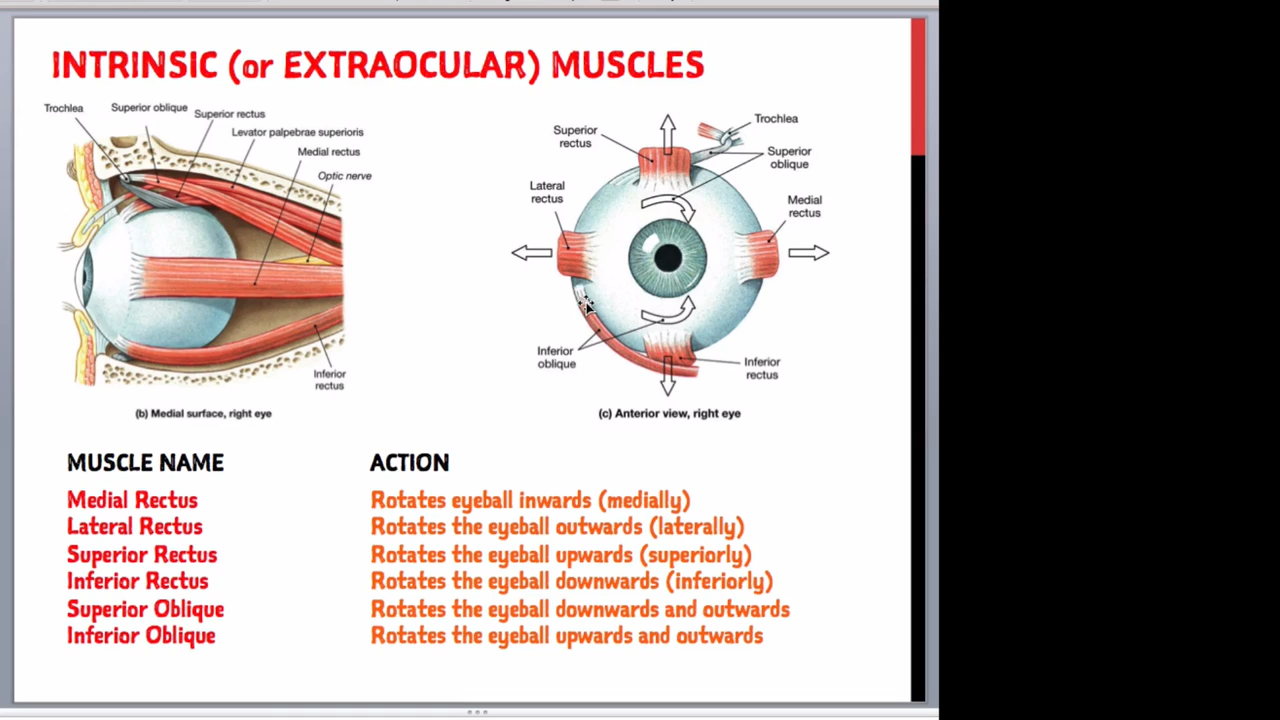 INTRINSIC (or EXTRAOCULAR) MUSCLES
Trochlea
Superior oblique
Superior rectus
Levator palpebrae superioris
Medial rectus
Optic nerve
Inferior
rectus
(b) Medial surface, right eye
Superior
rectus
Trochlea
Superior
oblique
Lateral
rectus
Medial
rectus
Inferior
oblique
Inferior
rectus
(c) Anterior view, right eye
MUSCLE NAME ACTION
Medial Rectus Rotates eyeball inwards (medially)
Lateral Rectus Rotates the eyeball outwards (laterally)
Superior Rectus Rotates the eyeball upwards (superiorly)
Inferior Rectus Rotates the eyeball downwards (inferiorly)
Superior Oblique Rotates the eyeball downwards and outwards
Inferior Oblique Rotates the eyeball upwards and outwards